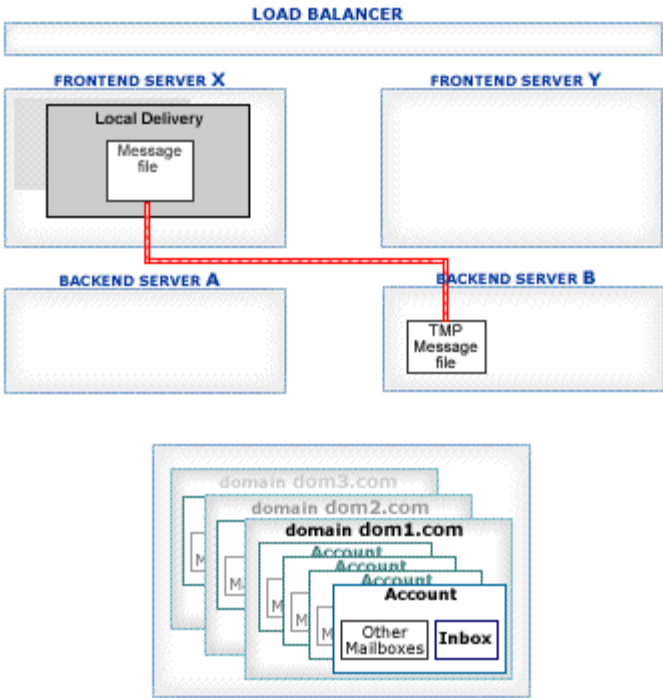 LOAD BALANCER
FRONTEND SERVER X
FRONTEND SERVER Y
Local Delivery
Message
file
BACKEND SERVER A
BACKEND SERVER B
TMP
Message
file
domain dom3.com
domain dom2.com
domain dom1.com
Account
Account
Account
Account
M
M
M
M
M
Other
Mailboxes
Inbox